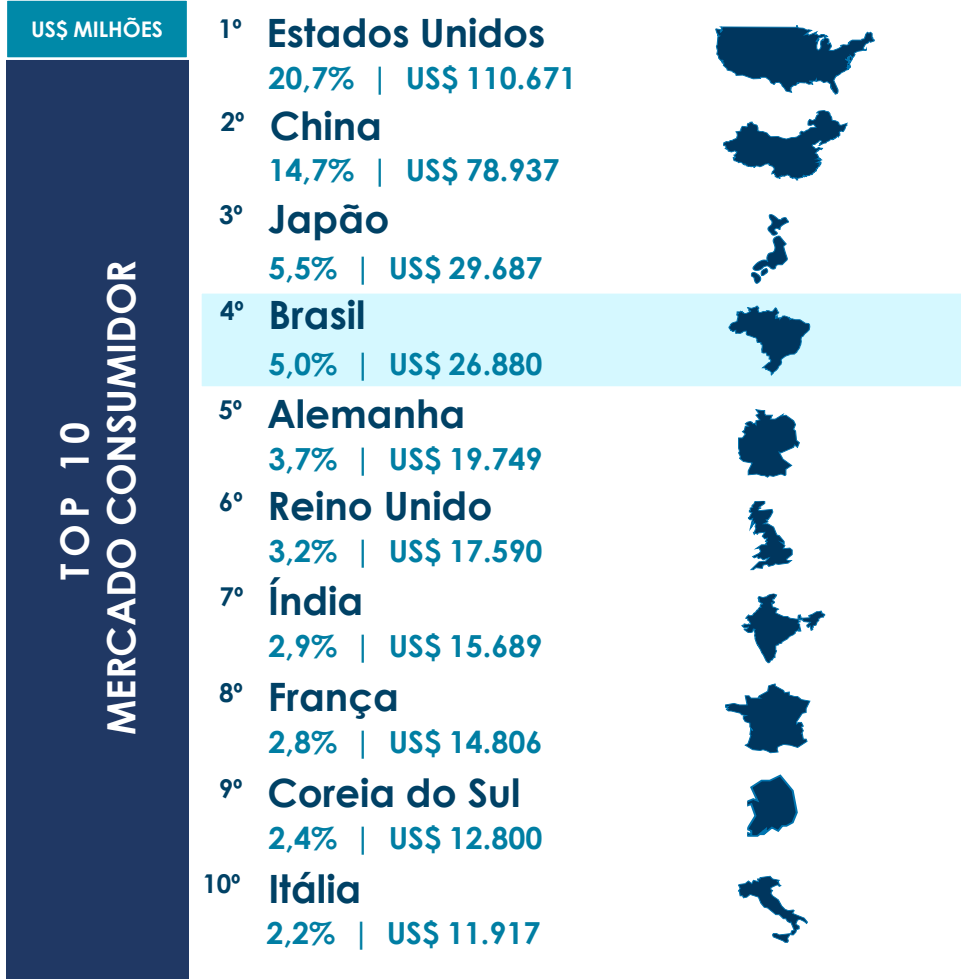 US$ MILHÕES
TOP 10
MERCADO CONSUMIDOR
1º Estados Unidos
20,7% | US$ 110.671
2º China
14,7% | US$ 78.937
3º Japão
5,5% | US$ 29.687
4º Brasil
5,0% | US$ 26.880
5º Alemanha
3,7% | US$ 19.749
6º Reino Unido
3,2% | US$ 17.590
7º Índia
2,9% | US$ 15.689
8º França
2,8% | US$ 14.806
9º Coreia do Sul
2,4% | US$ 12.800
10º Itália
2,2% | US$ 11.917